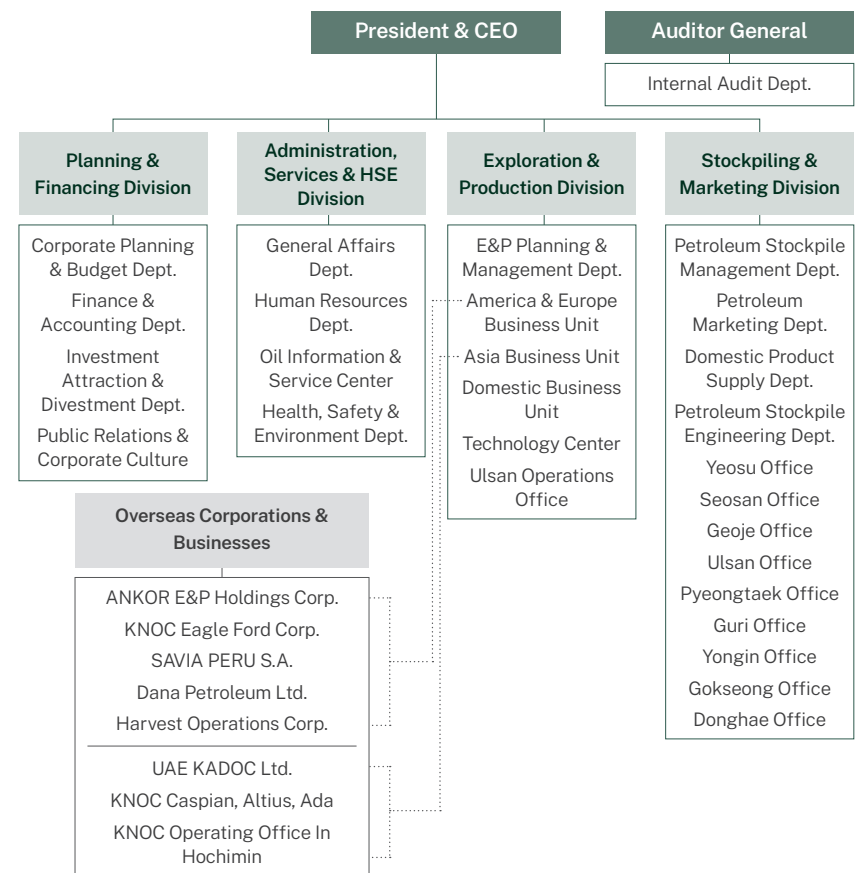 President & CEO
Auditor General
Internal Audit Dept.
Planning &
Financing Division
Corporate Planning
& Budget Dept.
Finance &
Accounting Dept.
Investment
Attraction &
Divestment Dept.
Public Relations &
Corporate Culture
Administration,
Services & HSE
Division
General Affairs
Dept.
Human Resources
Dept.
Oil Information &
Service Center
Health, Safety &
Environment Dept.
Exploration &
Production Division
E&P Planning &
Management Dept.
America & Europe
Business Unit
Asia Business Unit
Domestic Business
Unit
Technology Center
Ulsan Operations
Office
Stockpiling &
Marketing Division
Petroleum Stockpile
Management Dept.
Petroleum
Marketing Dept.
Domestic Product
Supply Dept.
Petroleum Stockpile
Engineering Dept.
Yeosu Office
Seosan Office
Geoje Office
Ulsan Office
Pyeongtaek Office
Guri Office
Yongin Office
Gokseong Office
Donghae Office
Overseas Corporations &
Businesses
ANKOR E&P Holdings Corp.
KNOC Eagle Ford Corp.
SAVIA PERU S.A.
Dana Petroleum Ltd.
Harvest Operations Corp.
UAE KADOC Ltd.
KNOC Caspian, Altius, Ada
KNOC Operating Office In
Hochimin